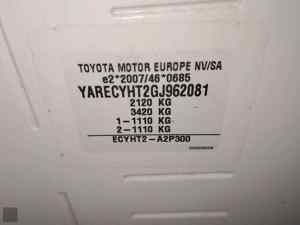 TOYOTA MOTOR EUROPE NV/SA
e2*2007/46*0685
YARECYHT2GJ962081
2120 KG
3420 KG
1-1110 KG
2-1110 KG
ECYHT2-A2P300